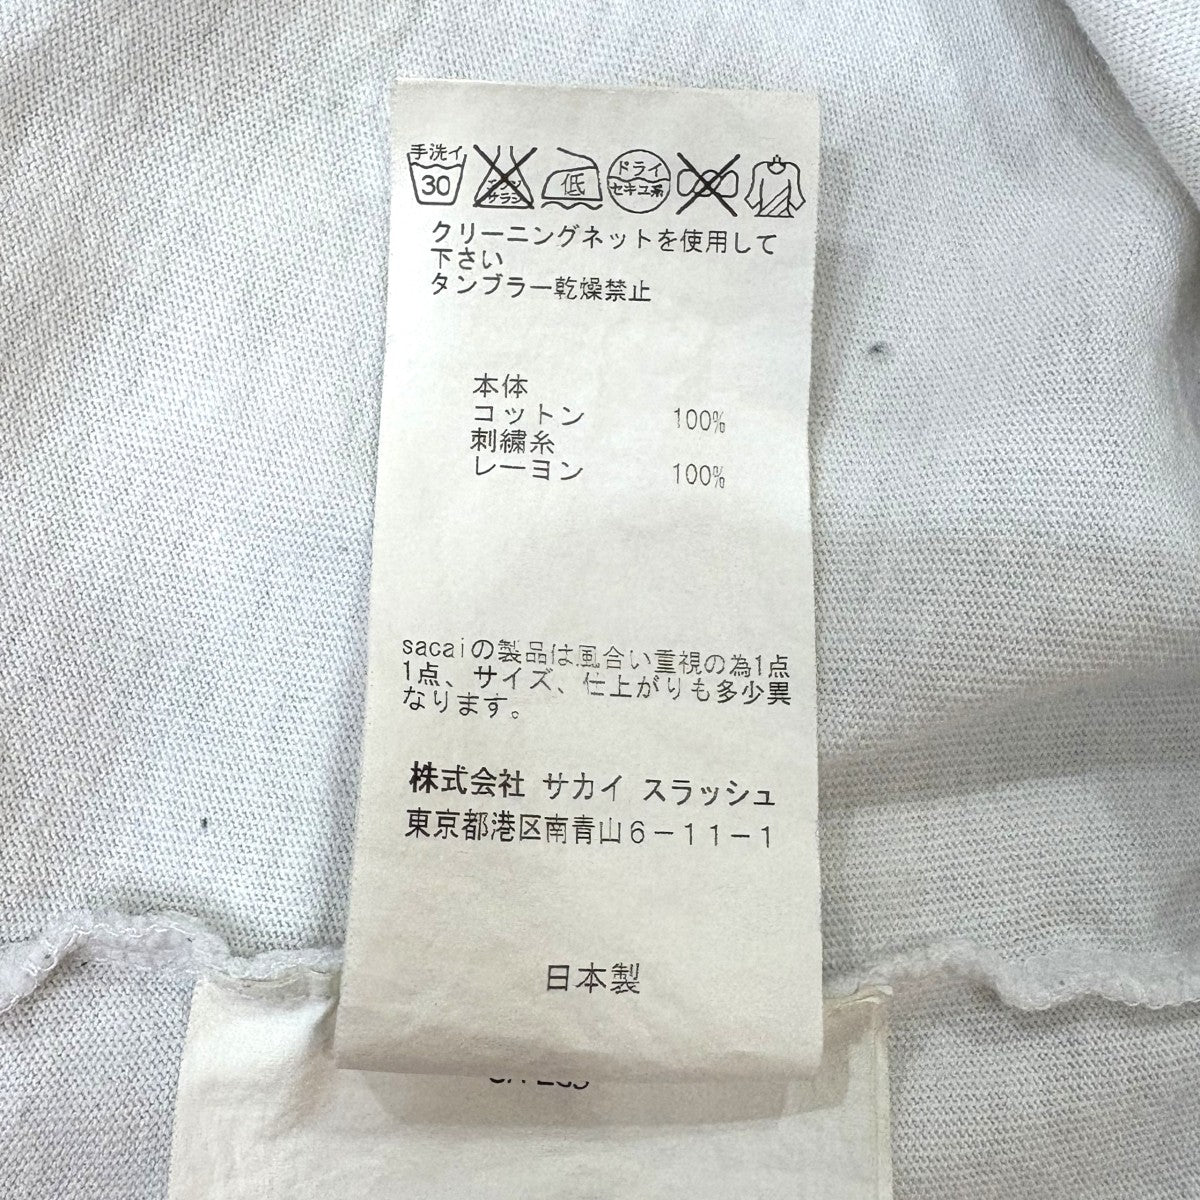 手洗イ
30
サラシ
低
ドライ
セキユ系
クリーニングネットを使用して
下さい
タンブラー乾燥禁止
本体
コットン 100%
刺繍糸
レーヨン 100%
sacaiの製品は風合い重視の為1点
1点、サイズ、仕上がりも多少異
なります。
株式会社 サカイ スラッシュ
東京都港区南青山6-11-1
日本製